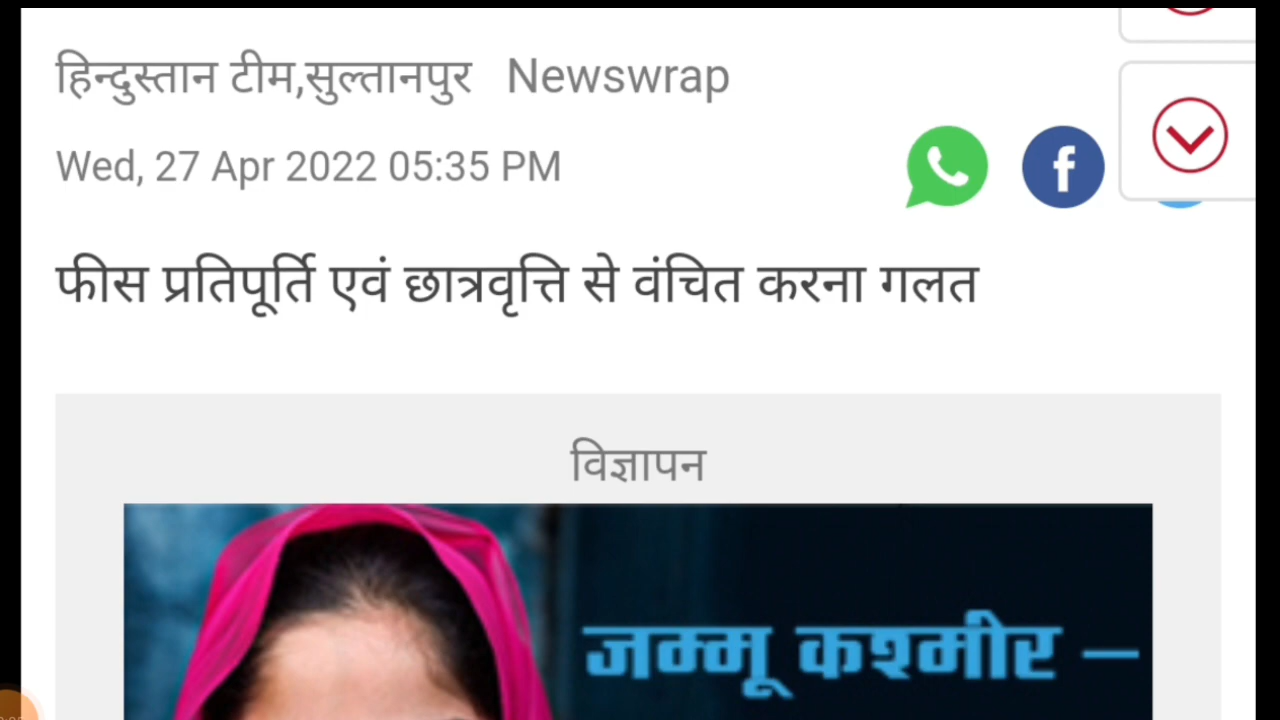 हिन्दुस्तान टीम,सुल्तानपुर Newswrap
Wed, 27 Apr 2022 05:35 PM
फीस प्रतिपूर्ति एवं छात्रवृत्ति से वंचित करना गलत
विज्ञापन
जम्मू कश्मीर –